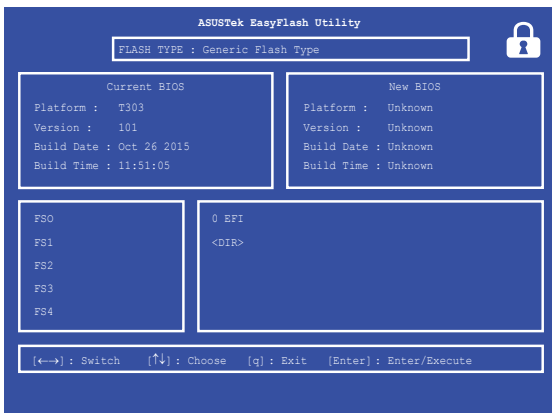 ASUSTek EasyFlash Utility
FLASH TYPE : Generic Flash Type
Current BIOS
Platform : T303
Version : 101
Build Date : Oct 26 2015
Build Time : 11:51:05
New BIOS
Platform : Unknown
Version : Unknown
Build Date : Unknown
Build Time : Unknown
FSO
FS1
FS2
FS3
FS4
0 EFI
<DIR>
[←→] : Switch [↑↓] : Choose [q] : Exit [Enter] : Enter/Execute